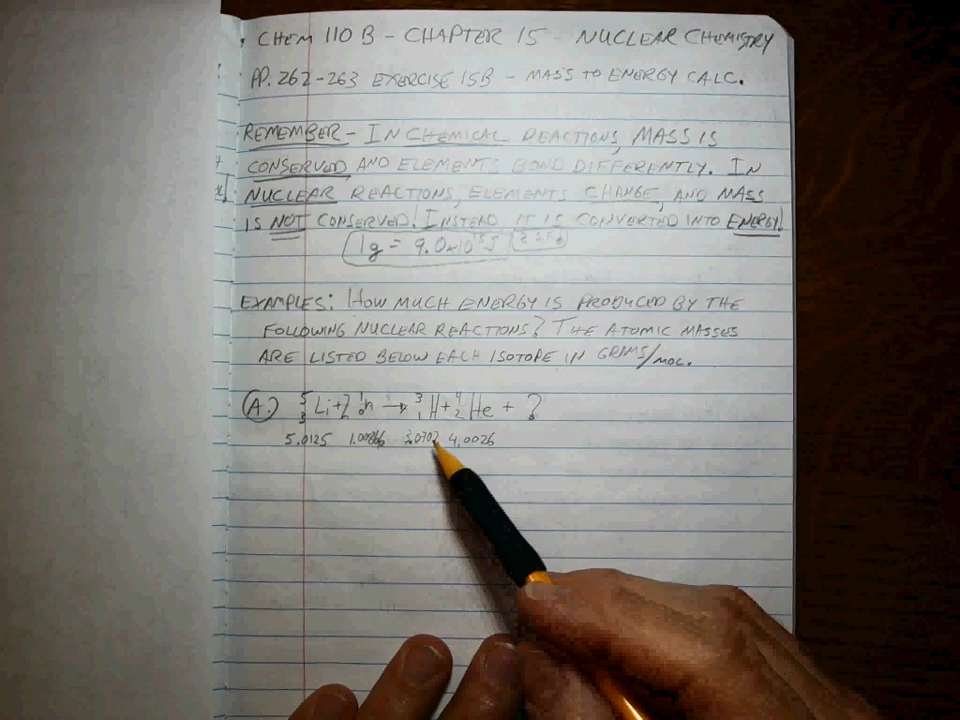 CHEM 110 B - CHAPTER 15 - NUCLEAR CHEMISTRY
PP. 262-263 EXERCISE 15B - MASS TO ENERGY CALC.
REMEMBER - IN CHEMICAL REACTIONS, MASS IS
CONSERVED AND ELEMENTS BOND DIFFERENTLY. IN
NUCLEAR REACTIONS, ELEMENTS CHANGE, AND MASS
IS NOT CONSERVED! INSTEAD IT IS CONVERTED INTO ENERGY!
1g = 9.0x10¹³J
EXAMPLES: HOW MUCH ENERGY IS PRODUCED BY THE
FOLLOWING NUCLEAR REACTIONS? THE ATOMIC MASSES
ARE LISTED BELOW EACH ISOTOPE IN GRAMS/MOL.
A.) ⁵₃Li + 2 ¹₀n → ³₁H + ⁴₂He + ?
5.0125 1.00866 4.0026